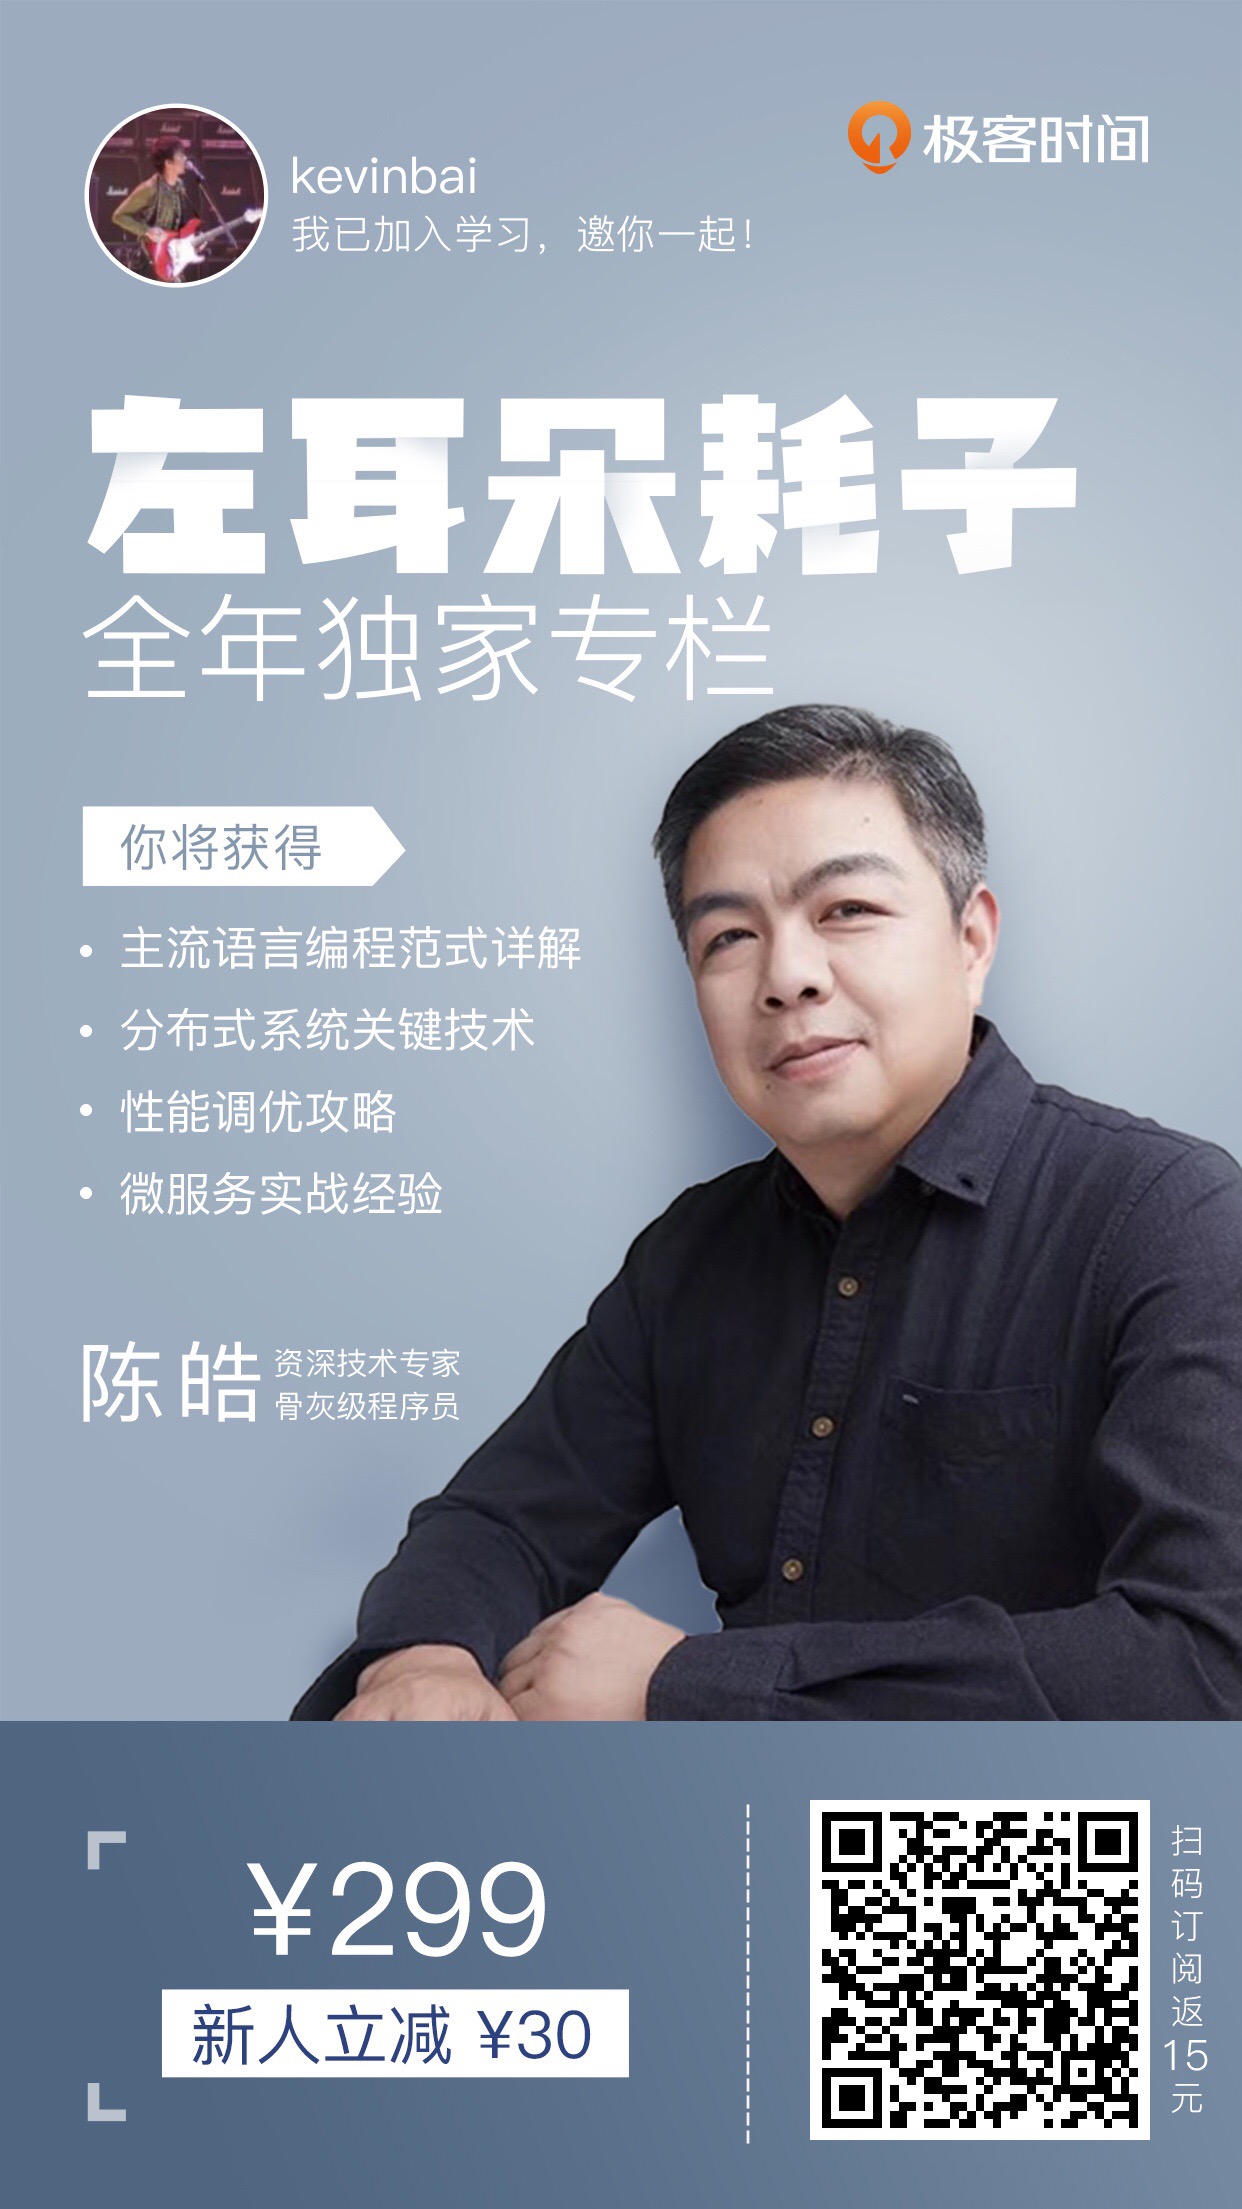 kevinbai
我已加入学习，邀你一起！
极客时间
左耳朵耗子
全年独家专栏
你将获得
• 主流语言编程范式详解
• 分布式系统关键技术
• 性能调优攻略
• 微服务实战经验
陈皓
资深技术专家
骨灰级程序员
¥299
新人立减 ¥30
扫码订阅返15元